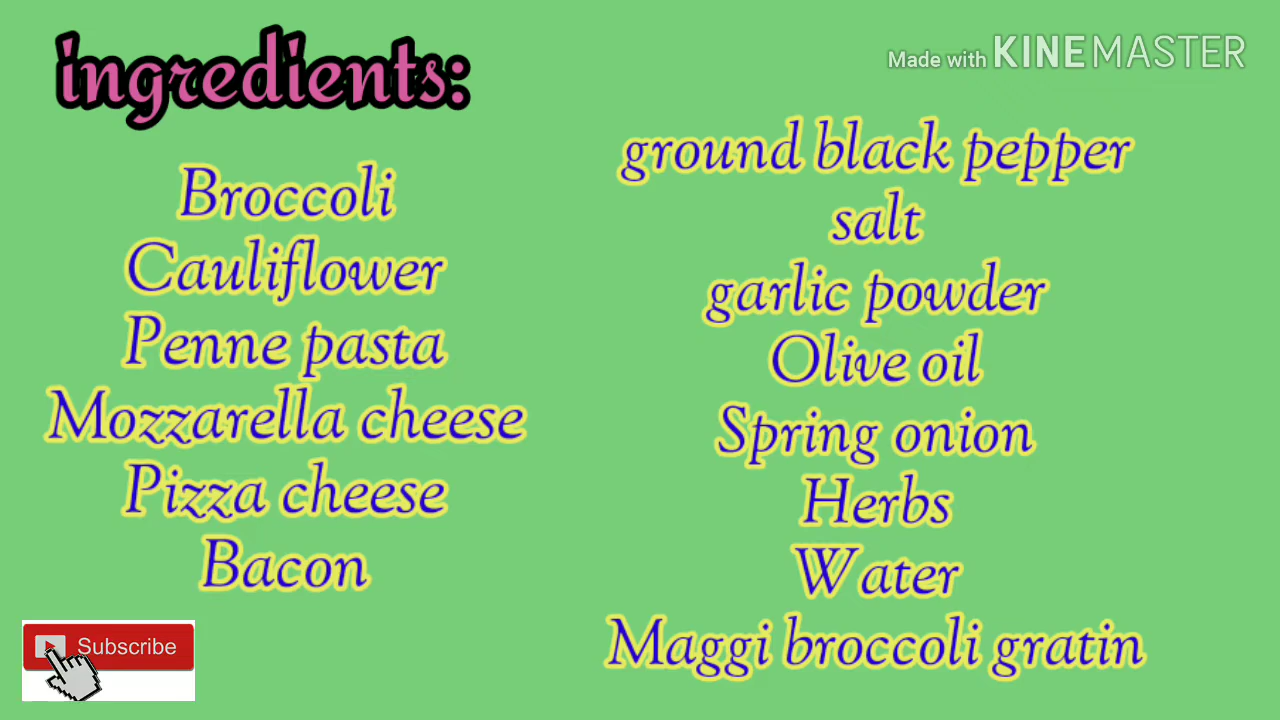 ingredients:
Made with KINEMASTER
Broccoli
Cauliflower
Penne pasta
Mozzarella cheese
Pizza cheese
Bacon
ground black pepper
salt
garlic powder
Olive oil
Spring onion
Herbs
Water
Maggi broccoli gratin
Subscribe